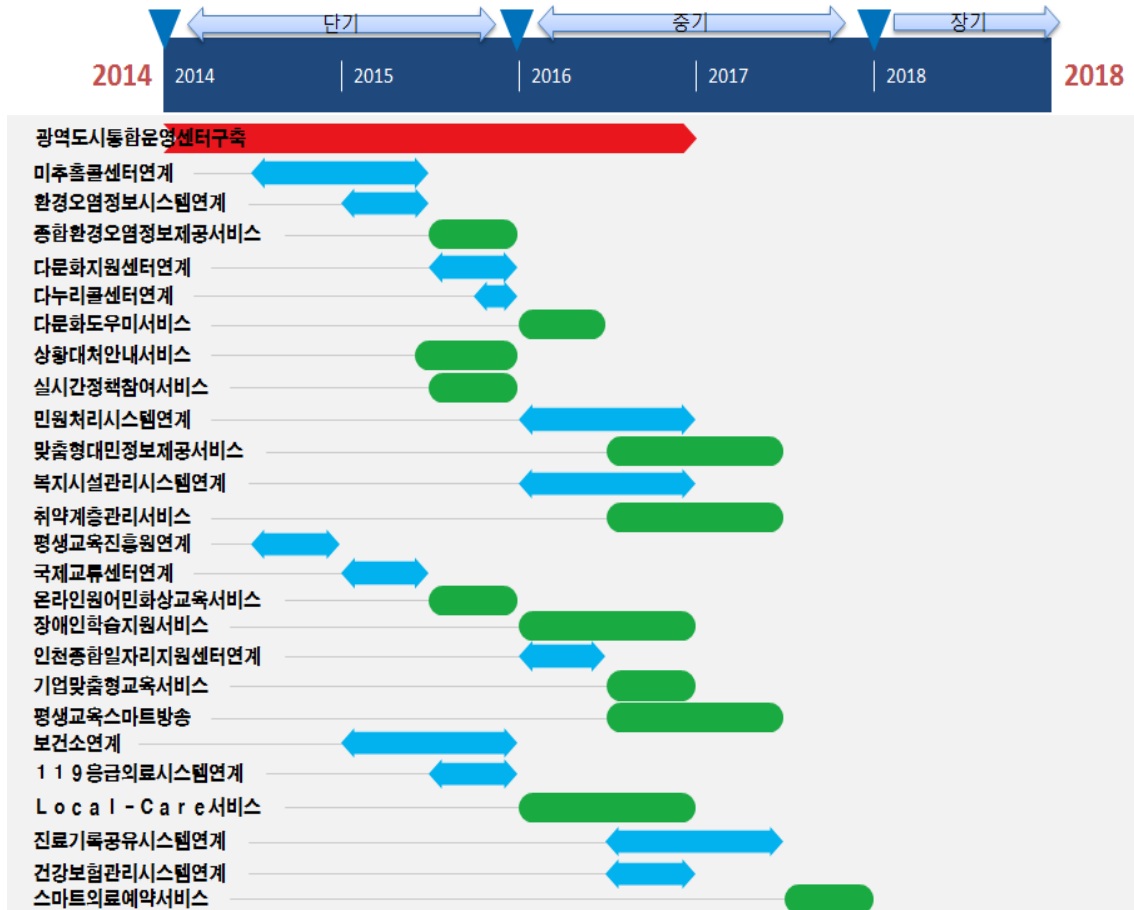 단기 중기 장기
2014 2014 2015 2016 2017 2018 2018
광역도시통합운영센터구축
미추홀콜센터연계
환경오염정보시스템연계
종합환경오염정보제공서비스
다문화지원센터연계
다누리콜센터연계
다문화도우미서비스
상황대처안내서비스
실시간정책참여서비스
민원처리시스템연계
맞춤형대민정보제공서비스
복지시설관리시스템연계
취약계층관리서비스
평생교육진흥원연계
국제교류센터연계
온라인원어민화상교육서비스
장애인학습지원서비스
인천종합일자리지원센터연계
기업맞춤형교육서비스
평생교육스마트방송
보건소연계
119응급의료시스템연계
Local-Care서비스
진료기록공유시스템연계
건강보험관리시스템연계
스마트의료예약서비스